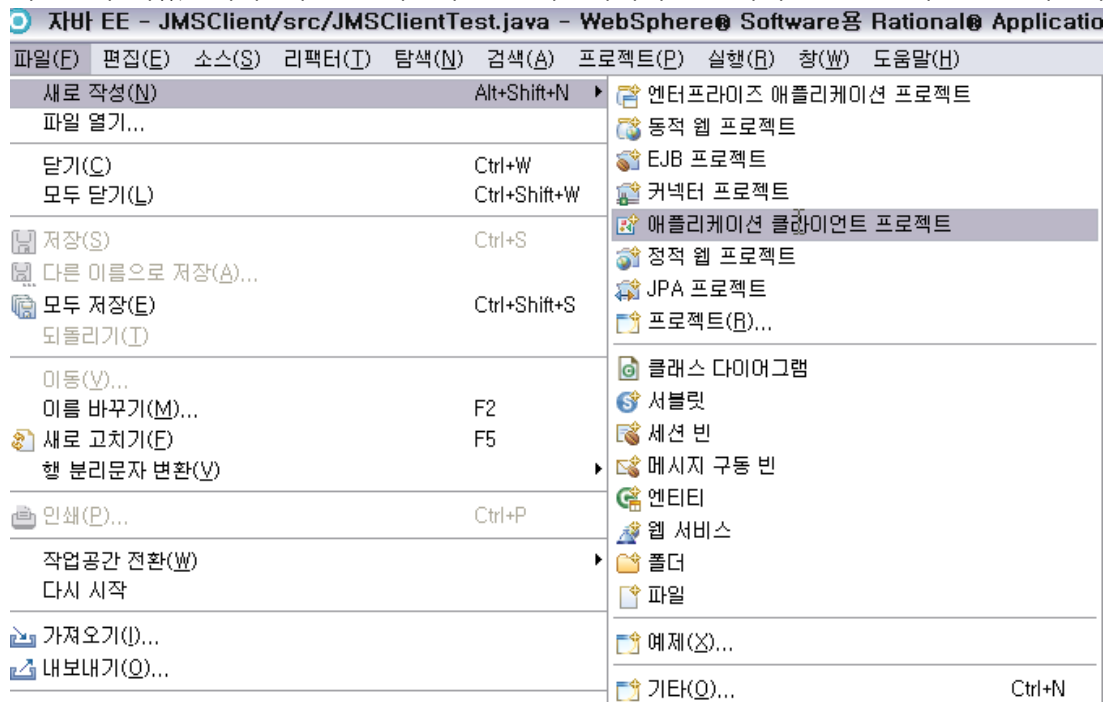 자바 EE - JMSClient/src/JMSClientTest.java - WebSphere® Software용 Rational® Applicatio
파일(F) 편집(E) 소스(S) 리팩터(T) 탐색(N) 검색(A) 프로젝트(P) 실행(R) 창(W) 도움말(H)
새로 작성(N) Alt+Shift+N
파일 열기...
닫기(C) Ctrl+W
모두 닫기(L) Ctrl+Shift+W
저장(S) Ctrl+S
다른 이름으로 저장(A)...
모두 저장(E) Ctrl+Shift+S
되돌리기(T)
이동(V)...
이름 바꾸기(M)... F2
새로 고치기(F) F5
행 분리문자 변환(V)
인쇄(P)... Ctrl+P
작업공간 전환(W)
다시 시작
가져오기(I)...
내보내기(O)...
엔터프라이즈 애플리케이션 프로젝트
동적 웹 프로젝트
EJB 프로젝트
커넥터 프로젝트
애플리케이션 클라이언트 프로젝트
정적 웹 프로젝트
JPA 프로젝트
프로젝트(R)...
클래스 다이어그램
서블릿
세션 빈
메시지 구동 빈
엔티티
웹 서비스
폴더
파일
예제(X)...
기타(O)... Ctrl+N